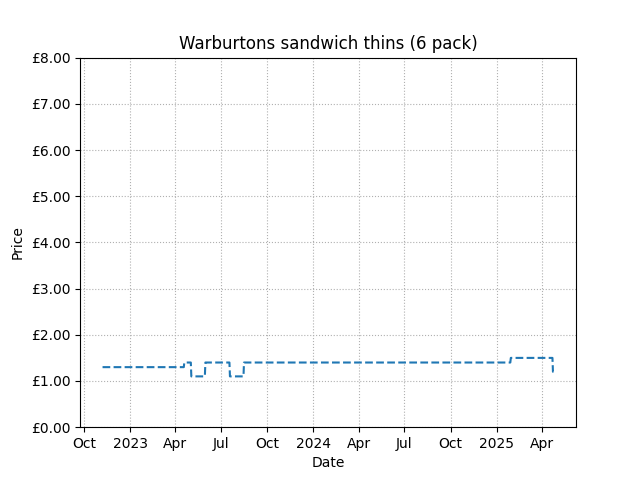 Warburtons sandwich thins (6 pack)
£8.00
£7.00
£6.00
£5.00
£4.00
£3.00
£2.00
£1.00
£0.00
Price
Oct 2023 Apr Jul Oct 2024 Apr Jul Oct 2025 Apr
Date